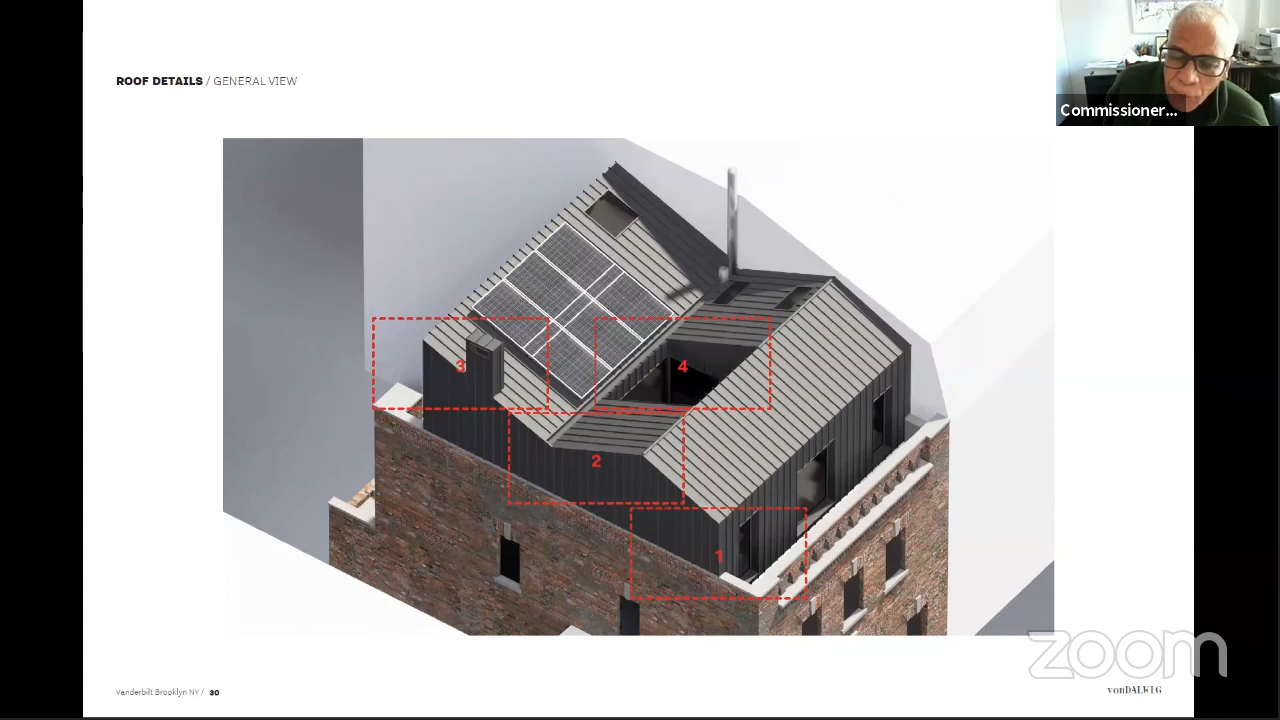 ROOF DETAILS / GENERAL VIEW
Commissioner...
3
4
2
1
zoom
Vanderbilt Brooklyn NY / 30
vonDALWIG